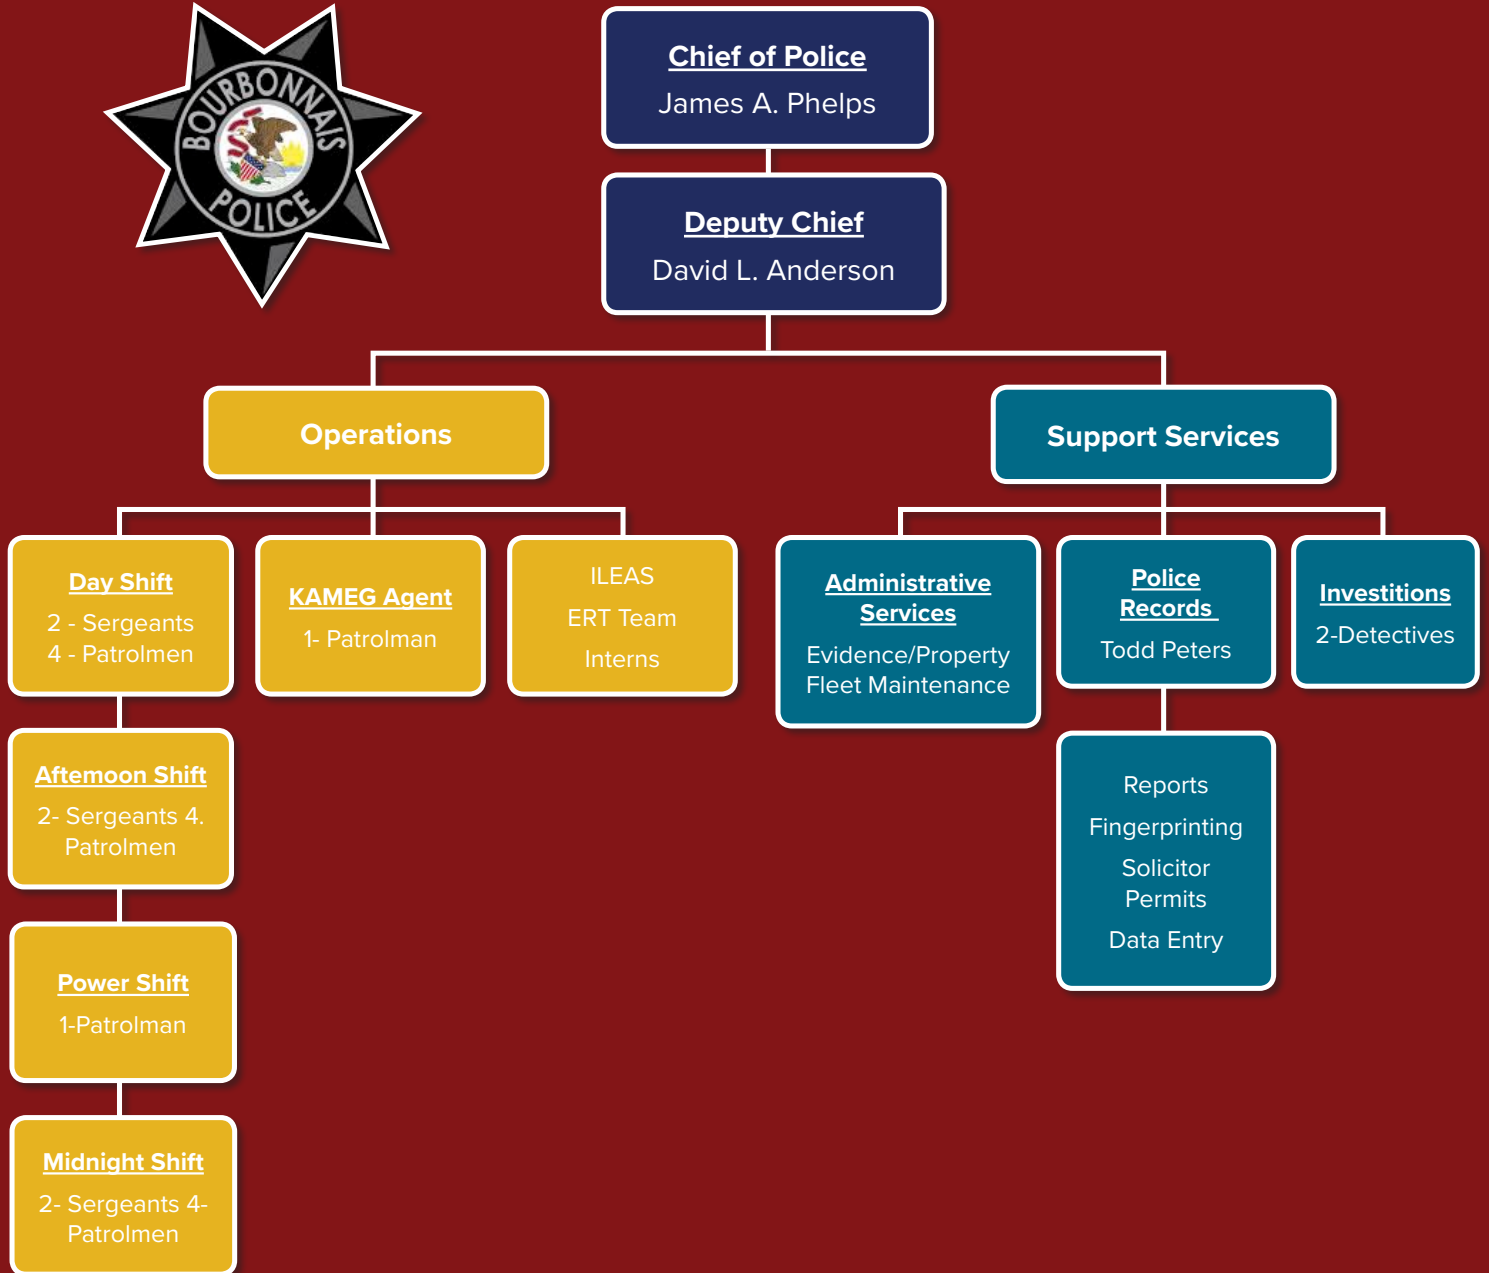 BOURBONNAIS
POLICE
Chief of Police
James A. Phelps
Deputy Chief
David L. Anderson
Operations
Support Services
Day Shift
2 - Sergeants
4 - Patrolmen
KAMEG Agent
1- Patrolman
ILEAS
ERT Team
Interns
Administrative
Services
Evidence/Property
Fleet Maintenance
Police
Records
Todd Peters
Investitions
2-Detectives
Aftemoon Shift
2- Sergeants 4.
Patrolmen
Reports
Fingerprinting
Solicitor
Permits
Data Entry
Power Shift
1-Patrolman
Midnight Shift
2- Sergeants 4-
Patrolmen